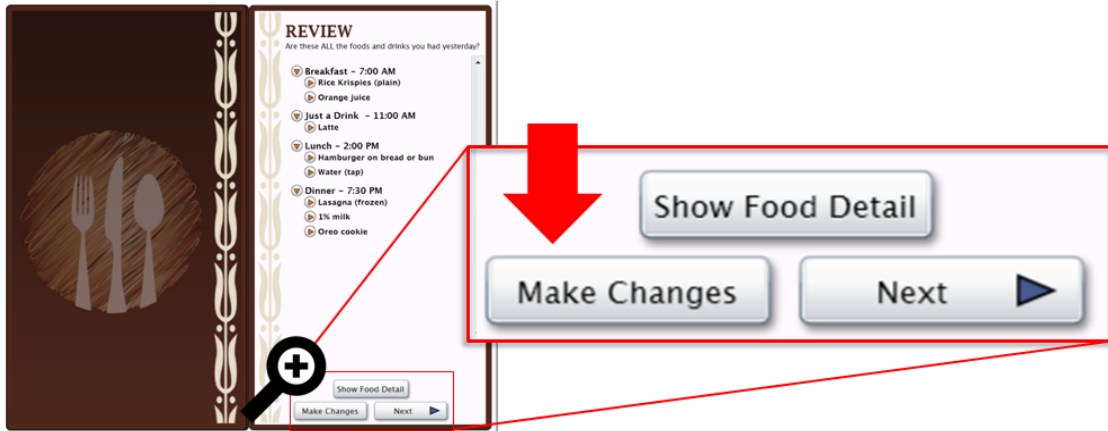 REVIEW
Are these ALL the foods and drinks you had yesterday?
Breakfast - 7:00 AM
Rice Krispies (plain)
Orange juice
Just a Drink - 11:00 AM
Latte
Lunch - 2:00 PM
Hamburger on bread or bun
Water (tap)
Dinner - 7:30 PM
Lasagna (frozen)
1% milk
Oreo cookie
Show Food Detail
Make Changes Next
Show Food Detail
Make Changes Next